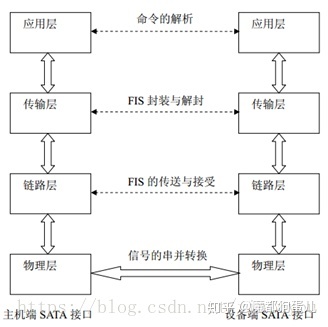 应用层 命令的解析 应用层
传输层 FIS 封装与解封 传输层
链路层 FIS 的传送与接受 链路层
物理层 信号的串并转换 物理层
主机端 SATA 接口 设备端 SATA 接口
https://blog.csdn.n
知乎